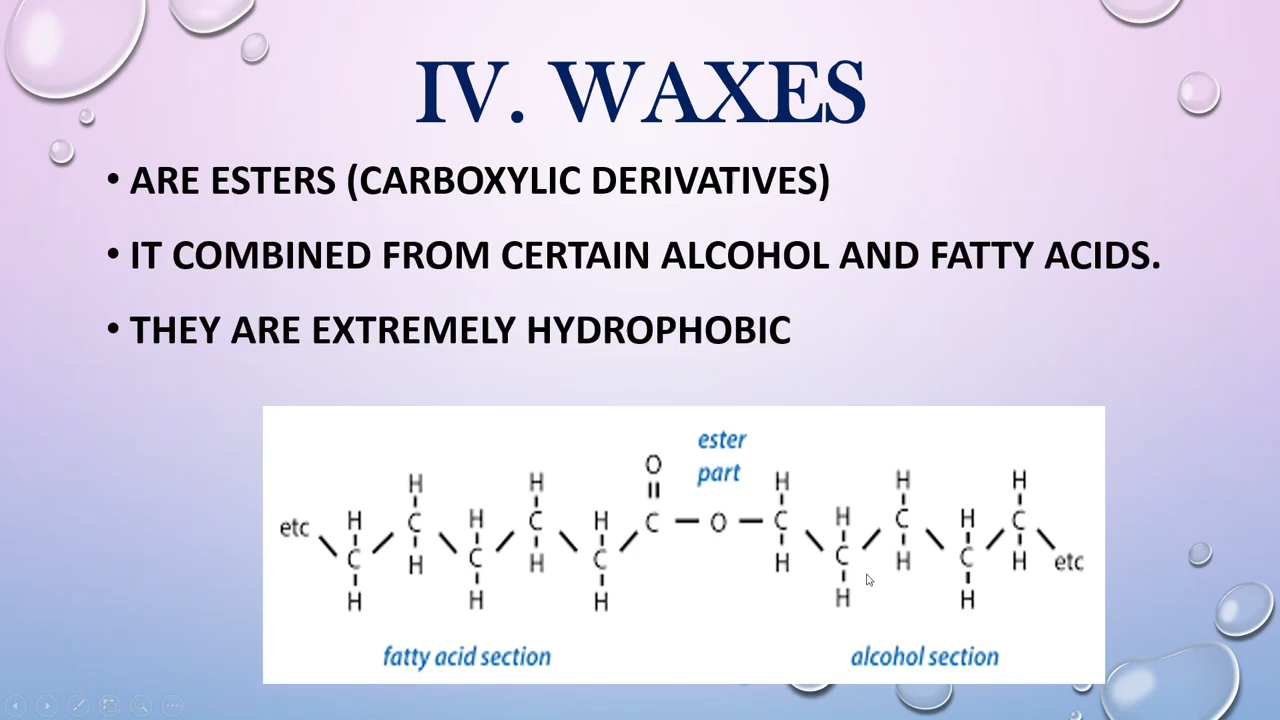 IV. WAXES
• ARE ESTERS (CARBOXYLIC DERIVATIVES)
• IT COMBINED FROM CERTAIN ALCOHOL AND FATTY ACIDS.
• THEY ARE EXTREMELY HYDROPHOBIC
ester
part
O
H H H H H
etc H H H C O C H C H C
C C C H H C H C H etc
H H H H H
H H H
fatty acid section alcohol section